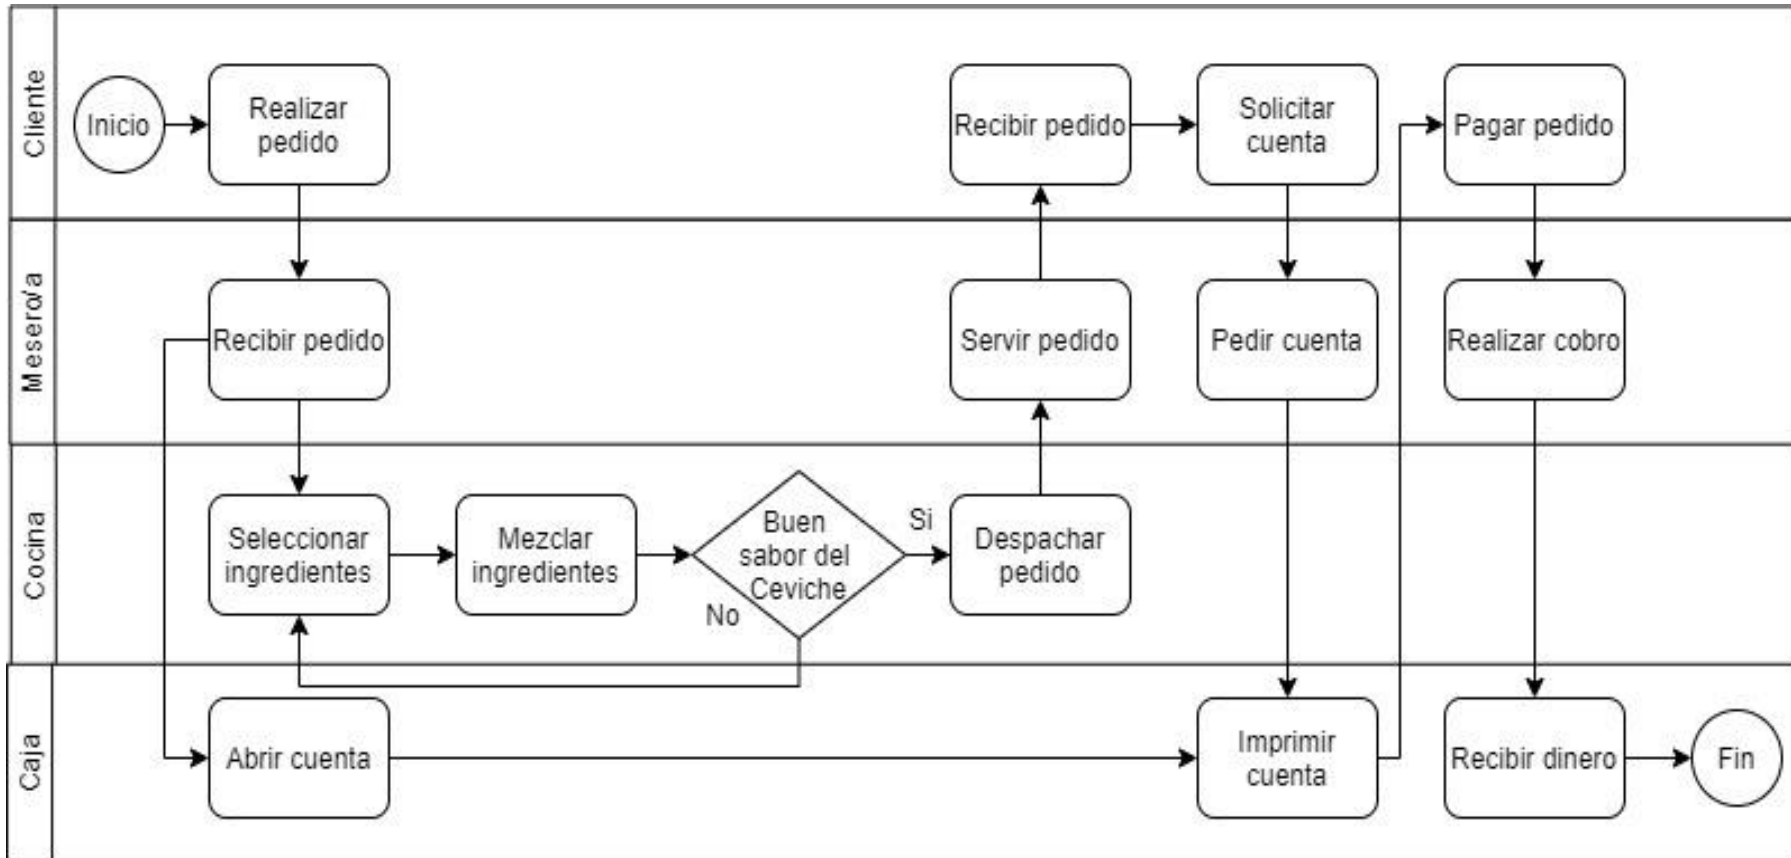 Cliente
Inicio
Realizar
pedido
Recibir pedido
Solicitar
cuenta
Pagar pedido
Mesero/a
Recibir pedido
Servir pedido
Pedir cuenta
Realizar cobro
Cocina
Seleccionar
ingredientes
Mezclar
ingredientes
Buen
sabor del
Ceviche
Si
No
Despachar
pedido
Caja
Abrir cuenta
Imprimir
cuenta
Recibir dinero
Fin